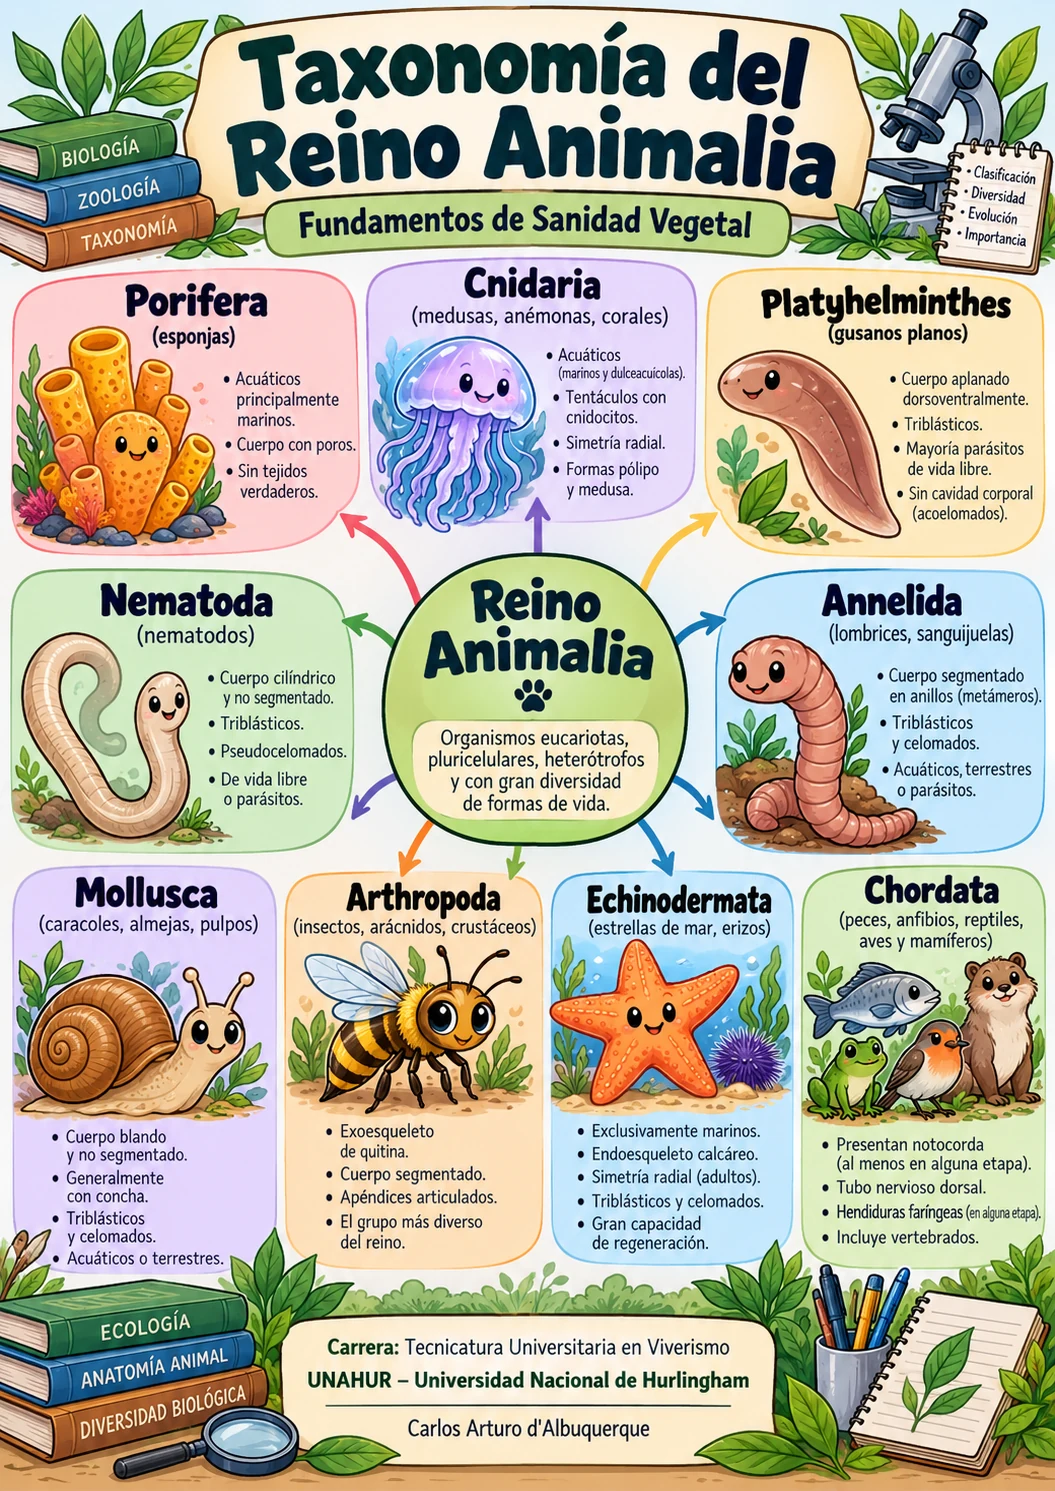 Taxonomía del
Reino Animalia
Fundamentos de Sanidad Vegetal
BIOLOGÍA
ZOOLOGÍA
TAXONOMÍA
• Clasificación
• Diversidad
• Evolución
• Importancia
Porifera
(esponjas)
• Acuáticos
principalmente
marinos.
• Cuerpo con poros.
• Sin tejidos
verdaderos.
Cnidaria
(medusas, anémonas, corales)
• Acuáticos
(marinos y dulceacuícolas).
• Tentáculos con
cnidocitos.
• Simetría radial.
• Formas pólipo
y medusa.
Platyhelminthes
(gusanos planos)
• Cuerpo aplanado
dorsoventralmente.
• Triblásticos.
• Mayoría parásitos
de vida libre.
• Sin cavidad corporal
(acoelomados).
Nematoda
(nematodos)
• Cuerpo cilíndrico
y no segmentado.
• Triblásticos.
• Pseudocelomados.
• De vida libre
o parásitos.
Reino
Animalia
Organismos eucariotas,
pluricelulares, heterótrofos
y con gran diversidad
de formas de vida.
Annelida
(lombrices, sanguijuelas)
• Cuerpo segmentado
en anillos (metámeros).
• Triblásticos
y celomados.
• Acuáticos, terrestres
o parásitos.
Mollusca
(caracoles, almejas, pulpos)
• Cuerpo blando
y no segmentado.
• Generalmente
con concha.
• Triblásticos
y celomados.
• Acuáticos o terrestres.
Arthropoda
(insectos, arácnidos, crustáceos)
• Exoesqueleto
de quitina.
• Cuerpo segmentado.
• Apéndices articulados.
• El grupo más diverso
del reino.
Echinodermata
(estrellas de mar, erizos)
• Exclusivamente marinos.
• Endoesqueleto calcáreo.
• Simetría radial (adultos).
• Triblásticos y celomados.
• Gran capacidad
de regeneración.
Chordata
(peces, anfibios, reptiles,
aves y mamíferos)
• Presentan notocorda
(al menos en alguna etapa).
• Tubo nervioso dorsal.
• Hendiduras faríngeas (en alguna etapa).
• Incluye vertebrados.
ECOLOGÍA
ANATOMÍA ANIMAL
DIVERSIDAD BIOLÓGICA
Carrera: Tecnicatura Universitaria en Viverismo
UNAHUR – Universidad Nacional de Hurlingham
Carlos Arturo d'Albuquerque